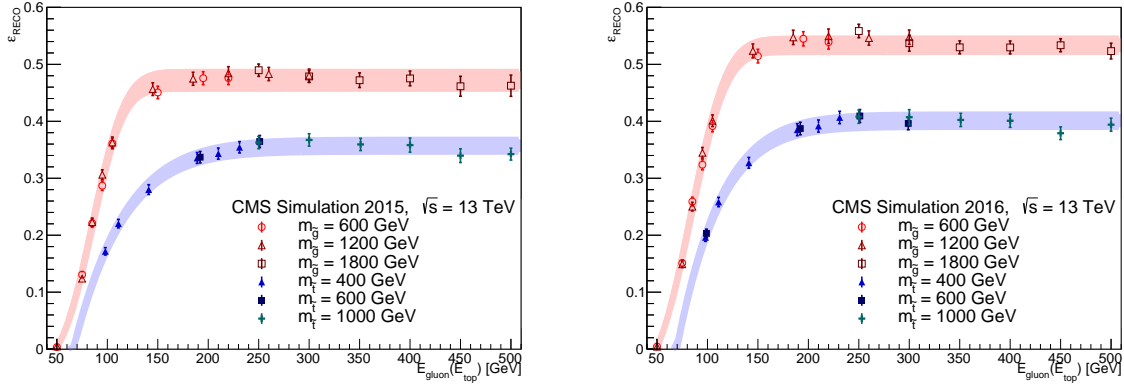 ε_RECO
0.6
0.5
0.4
0.3
0.2
0.1
0
CMS Simulation 2015, √s = 13 TeV
m_g̃ = 600 GeV
m_g̃ = 1200 GeV
m_g̃ = 1800 GeV
m_t̃ = 400 GeV
m_t̃ = 600 GeV
m_t̃ = 1000 GeV
50 100 150 200 250 300 350 400 450 500
E_gluon(E_top) [GeV]
ε_RECO
0.6
0.5
0.4
0.3
0.2
0.1
0
CMS Simulation 2016, √s = 13 TeV
m_g̃ = 600 GeV
m_g̃ = 1200 GeV
m_g̃ = 1800 GeV
m_t̃ = 400 GeV
m_t̃ = 600 GeV
m_t̃ = 1000 GeV
50 100 150 200 250 300 350 400 450 500
E_gluon(E_top) [GeV]